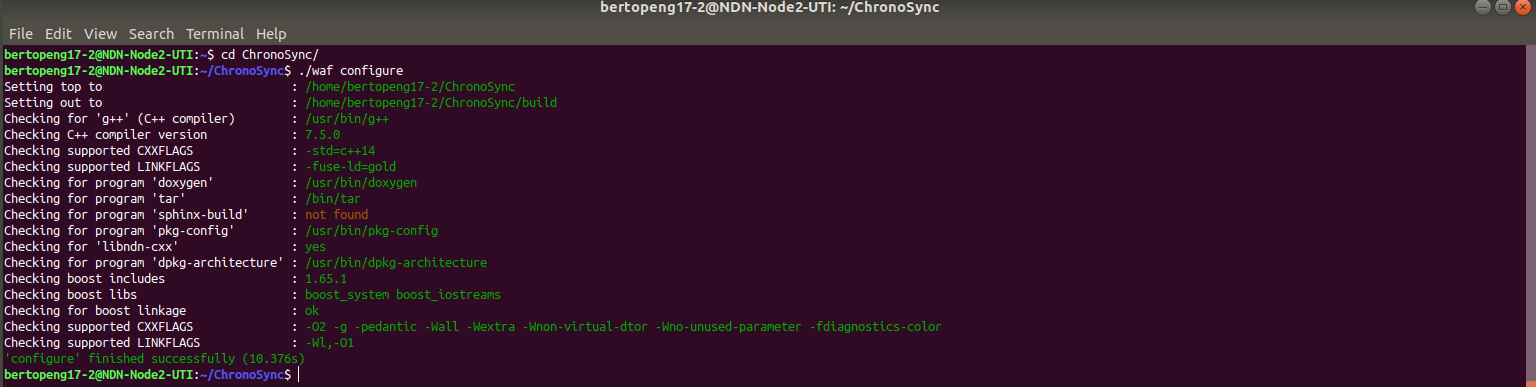 bertopeng17-2@NDN-Node2-UTI: ~/ChronoSync
File Edit View Search Terminal Help
bertopeng17-2@NDN-Node2-UTI:~$ cd ChronoSync/
bertopeng17-2@NDN-Node2-UTI:~/ChronoSync$ ./waf configure
Setting top to : /home/bertopeng17-2/ChronoSync
Setting out to : /home/bertopeng17-2/ChronoSync/build
Checking for 'g++' (C++ compiler) : /usr/bin/g++
Checking C++ compiler version : 7.5.0
Checking supported CXXFLAGS : -std=c++14
Checking supported LINKFLAGS : -fuse-ld=gold
Checking for program 'doxygen' : /usr/bin/doxygen
Checking for program 'tar' : /bin/tar
Checking for program 'sphinx-build' : not found
Checking for program 'pkg-config' : /usr/bin/pkg-config
Checking for 'libndn-cxx' : yes
Checking for program 'dpkg-architecture' : /usr/bin/dpkg-architecture
Checking boost includes : 1.65.1
Checking boost libs : boost_system boost_iostreams
Checking for boost linkage : ok
Checking supported CXXFLAGS : -O2 -g -pedantic -Wall -Wextra -Wnon-virtual-dtor -Wno-unused-parameter -fdiagnostics-color
Checking supported LINKFLAGS : -Wl,-O1
'configure' finished successfully (10.376s)
bertopeng17-2@NDN-Node2-UTI:~/ChronoSync$